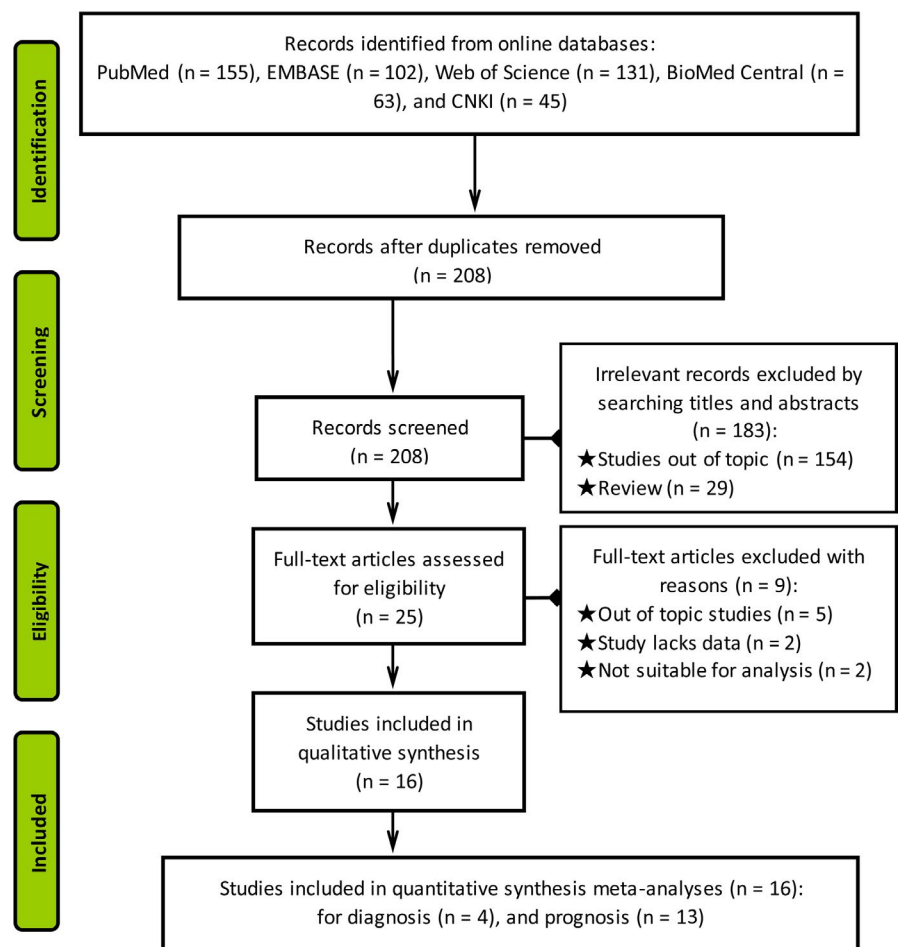 Identification
Records identified from online databases:
PubMed (n = 155), EMBASE (n = 102), Web of Science (n = 131), BioMed Central (n =
63), and CNKI (n = 45)
Records after duplicates removed
(n = 208)
Screening
Records screened
(n = 208)
Irrelevant records excluded by
searching titles and abstracts
(n = 183):
★Studies out of topic (n = 154)
★Review (n = 29)
Eligibility
Full-text articles assessed
for eligibility
(n = 25)
Full-text articles excluded with
reasons (n = 9):
★Out of topic studies (n = 5)
★Study lacks data (n = 2)
★Not suitable for analysis (n = 2)
Included
Studies included in
qualitative synthesis
(n = 16)
Studies included in quantitative synthesis meta-analyses (n = 16):
for diagnosis (n = 4), and prognosis (n = 13)